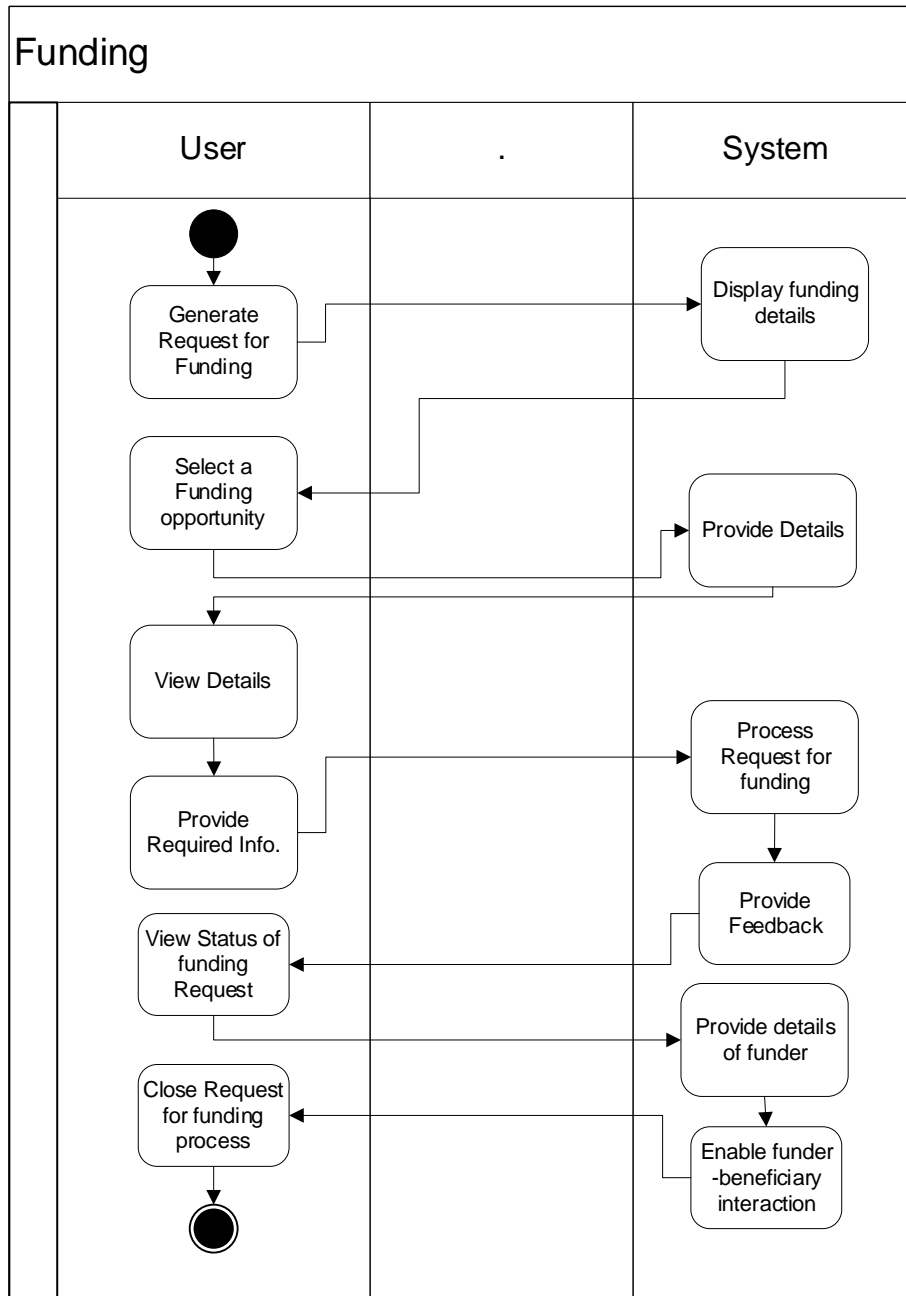 Funding
User
.
System
Generate
Request for
Funding
Display funding
details
Select a
Funding
opportunity
Provide Details
View Details
Process
Request for
funding
Provide
Required Info.
Provide
Feedback
View Status of
funding
Request
Provide details
of funder
Close Request
for funding
process
Enable funder
-beneficiary
interaction